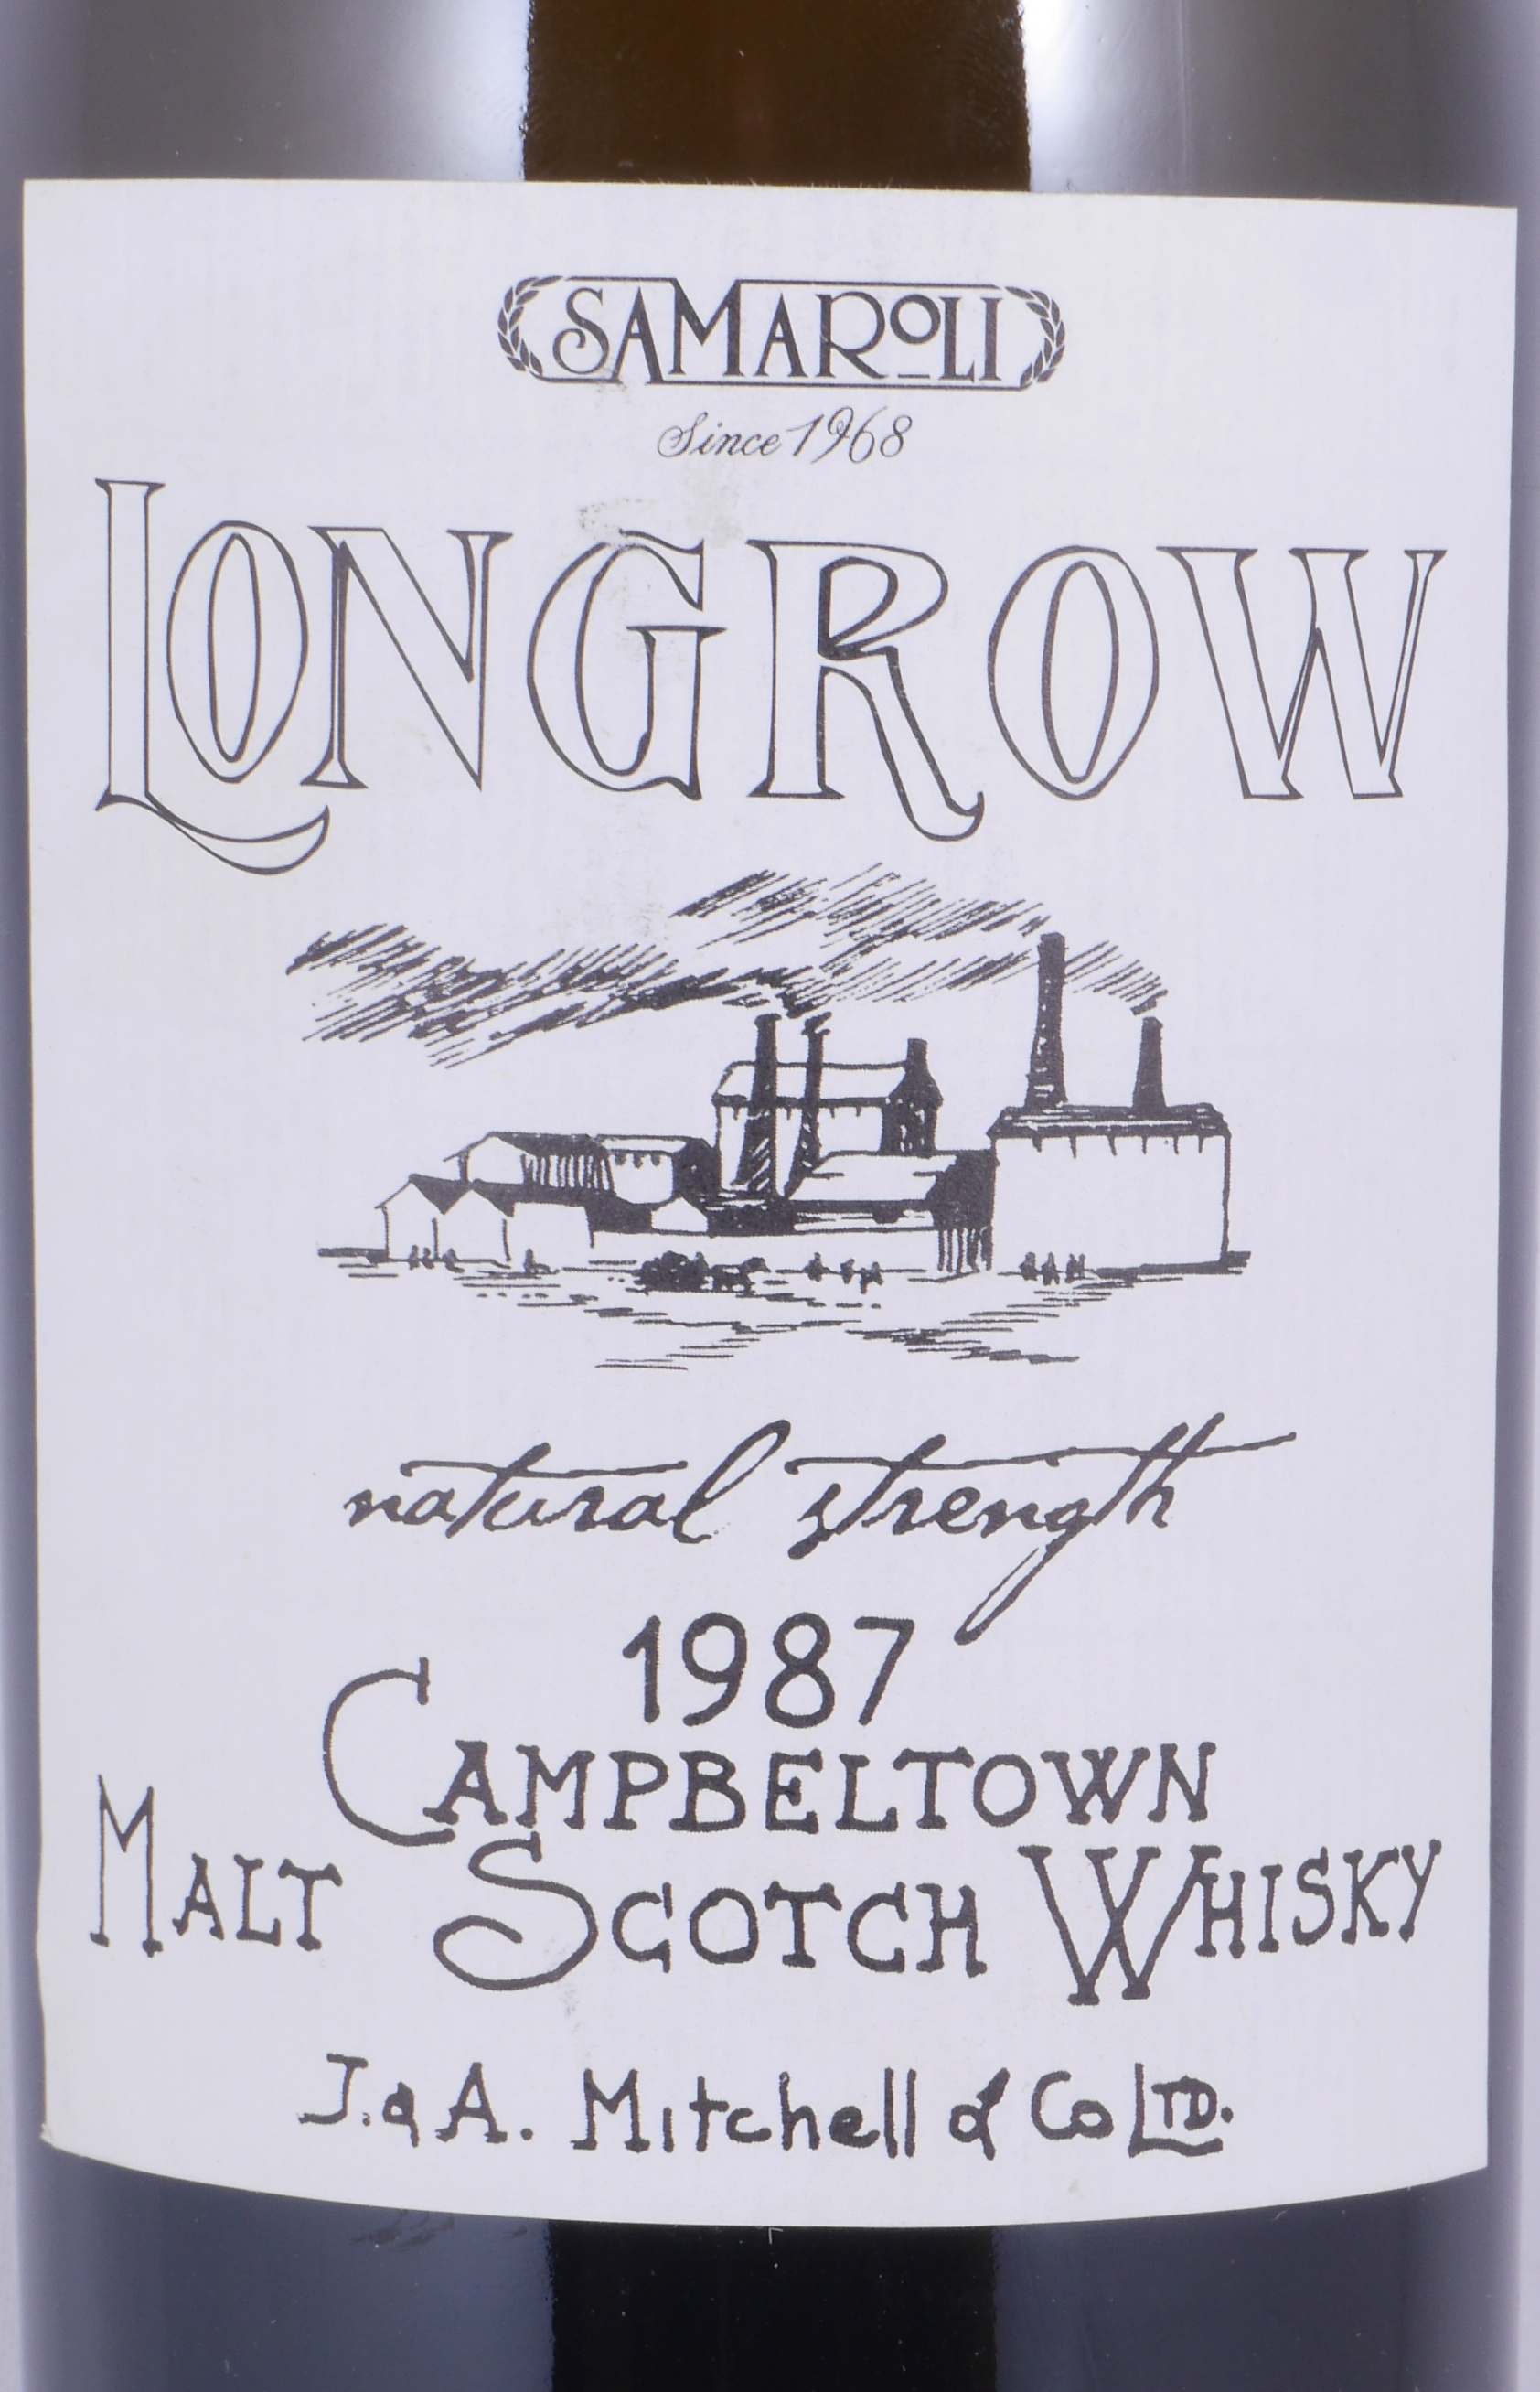 SAMAROLI
Since 1968
LONGROW
natural strength
1987
CAMPBELTOWN
MALT SCOTCH WHISKY
J. & A. Mitchell & Co LTD.